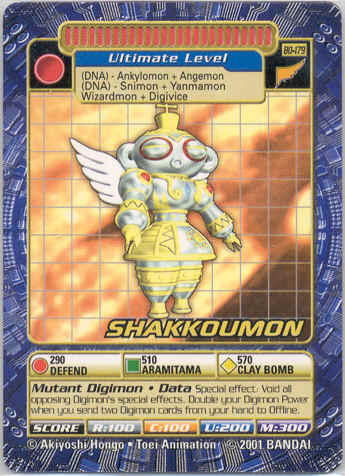 BO-179
Ultimate Level
(DNA) - Ankylomon + Angemon
(DNA) - Snimon + Yanmamon
Wizardmon + Digivice
SHAKKOUMON
290 DEFEND
510 ARAMITAMA
570 CLAY BOMB
Mutant Digimon • Data Special effect: Void all
opposing Digimon's special effects. Double your Digimon Power
when you send two Digimon cards from your hand to Offline.
SCORE R:100 C:100 U:200 M:300
©Akiyoshi/Hongo • Toei Animation © 2001 BANDAI